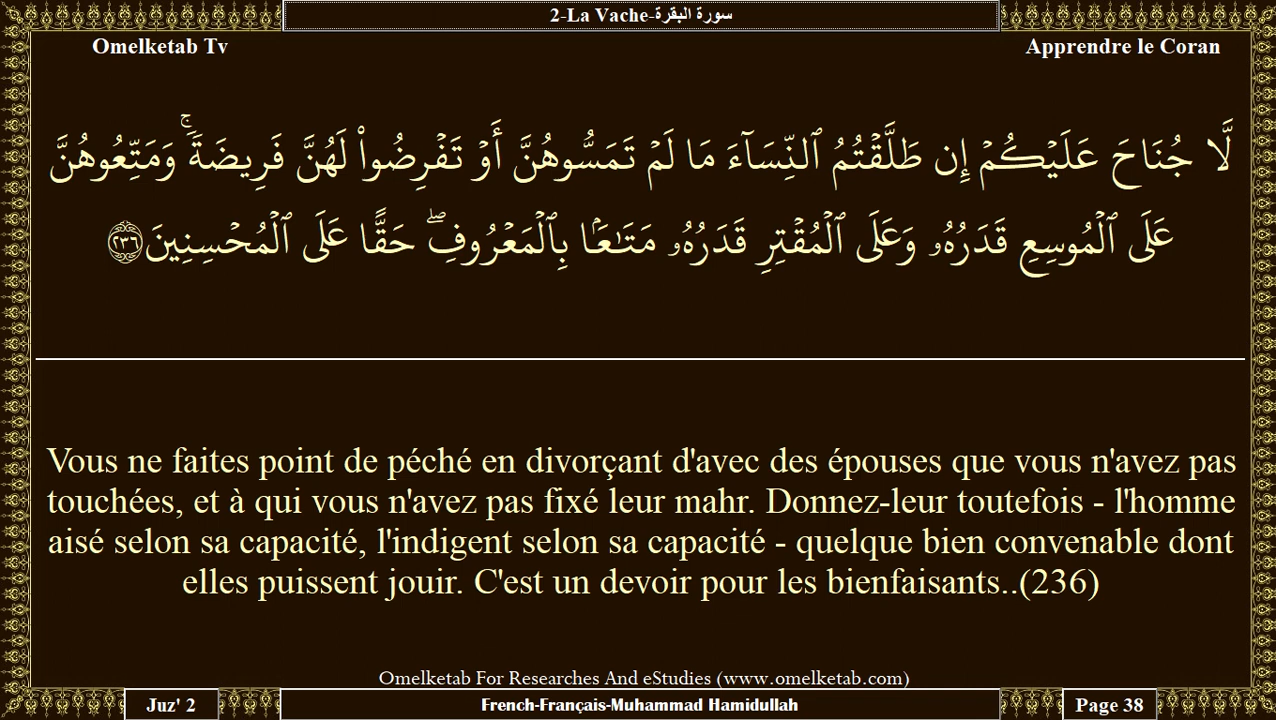 2-La Vache-سورة البقرة
Omelketab Tv
Apprendre le Coran
لَّا جُنَاحَ عَلَيْكُمْ إِن طَلَّقْتُمُ ٱلنِّسَآءَ مَا لَمْ تَمَسُّوهُنَّ أَوْ تَفْرِضُوا۟ لَهُنَّ فَرِيضَةً ۚ وَمَتِّعُوهُنَّ
عَلَى ٱلْمُوسِعِ قَدَرُهُۥ وَعَلَى ٱلْمُقْتِرِ قَدَرُهُۥ مَتَـٰعًۢا بِٱلْمَعْرُوفِ ۖ حَقًّا عَلَى ٱلْمُحْسِنِينَ ٢٣٦
Vous ne faites point de péché en divorçant d'avec des épouses que vous n'avez pas
touchées, et à qui vous n'avez pas fixé leur mahr. Donnez-leur toutefois - l'homme
aisé selon sa capacité, l'indigent selon sa capacité - quelque bien convenable dont
elles puissent jouir. C'est un devoir pour les bienfaisants..(236)
Omelketab For Researches And eStudies (www.omelketab.com)
Juz' 2
French-Français-Muhammad Hamidullah
Page 38